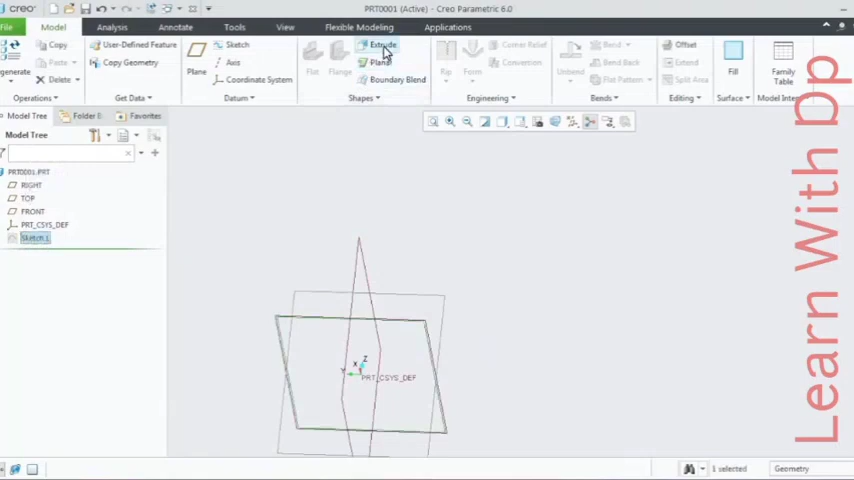 creo
PRT0001 (Active) - Creo Parametric 6.0
File Model Analysis Annotate Tools View Flexible Modeling Applications
Regenerate
Copy
Paste
Delete
Operations
User-Defined Feature
Copy Geometry
Get Data
Plane
Sketch
Axis
Coordinate System
Datum
Flat
Flange
Extrude
Planar
Boundary Blend
Shapes
Rip
Form
Corner Relief
Conversion
Engineering
Unbend
Bend
Bend Back
Flat Pattern
Bends
Offset
Extend
Split Area
Editing
Fill
Surface
Family
Table
Model Inten
Model Tree
Folder B
Favorites
Model Tree
PRT0001.PRT
RIGHT
TOP
FRONT
PRT_CSYS_DEF
Sketch 1
X
Z
Y
PRT_CSYS_DEF
1 selected
Geometry
Learn With Dp